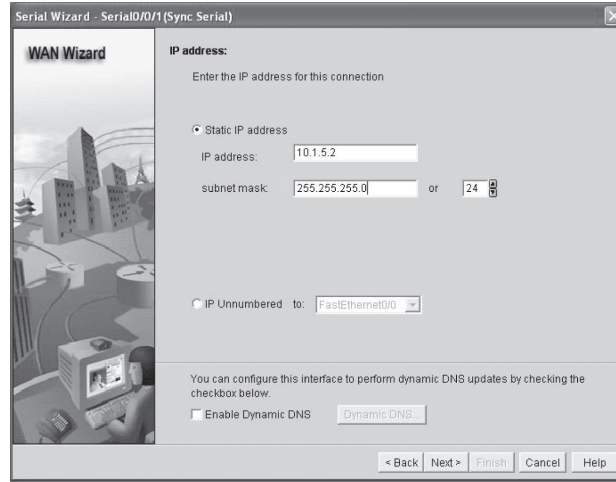 Serial Wizard - Serial0/0/1(Sync Serial)
WAN Wizard
IP address:
Enter the IP address for this connection
Static IP address
IP address: 10.1.5.2
subnet mask: 255.255.255.0 or 24
IP Unnumbered to: FastEthernet0/0
You can configure this interface to perform dynamic DNS updates by checking the
checkbox below.
Enable Dynamic DNS Dynamic DNS...
< Back Next > Finish Cancel Help